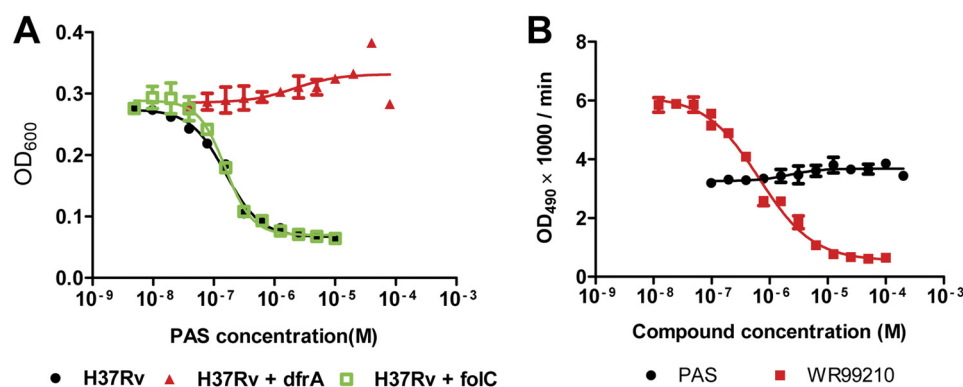 A
OD600
0.4
0.3
0.2
0.1
0.0
10-9 10-8 10-7 10-6 10-5 10-4 10-3
PAS concentration(M)
H37Rv H37Rv + dfrA H37Rv + folC
B
OD490 × 1000 / min
8
6
4
2
0
10-9 10-8 10-7 10-6 10-5 10-4 10-3
Compound concentration (M)
PAS WR99210